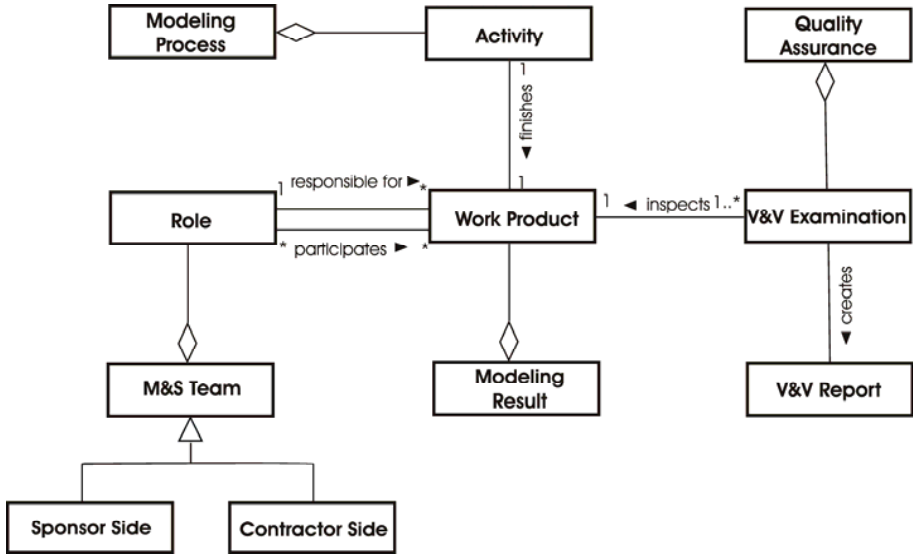 Modeling
Process
Activity
Quality
Assurance
1
finishes
1
1 responsible for *
Role
* participates *
Work Product
1 inspects 1..*
V&V Examination
creates
M&S Team
Modeling
Result
V&V Report
Sponsor Side
Contractor Side